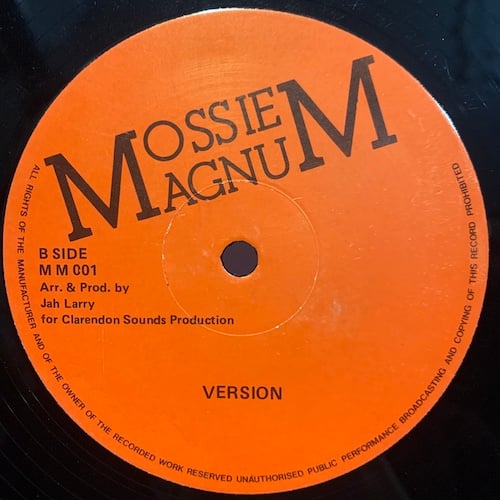 MOSSIE
MAGNUM
B SIDE
M M 001
Arr. & Prod. by
Jah Larry
for Clarendon Sounds Production
VERSION
ALL RIGHTS OF THE MANUFACTURER AND OF THE OWNER OF THE RECORDED WORK RESERVED UNAUTHORISED PUBLIC PERFORMANCE BROADCASTING AND COPYING OF THIS RECORD PROHIBITED